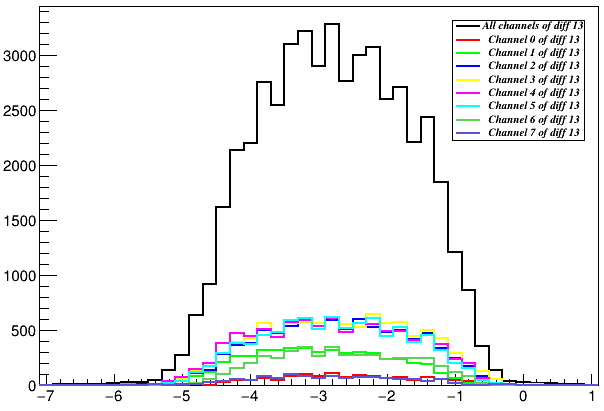 All channels of diff 13
Channel 0 of diff 13
Channel 1 of diff 13
Channel 2 of diff 13
Channel 3 of diff 13
Channel 4 of diff 13
Channel 5 of diff 13
Channel 6 of diff 13
Channel 7 of diff 13
3000
2500
2000
1500
1000
500
0
−7 −6 −5 −4 −3 −2 −1 0 1